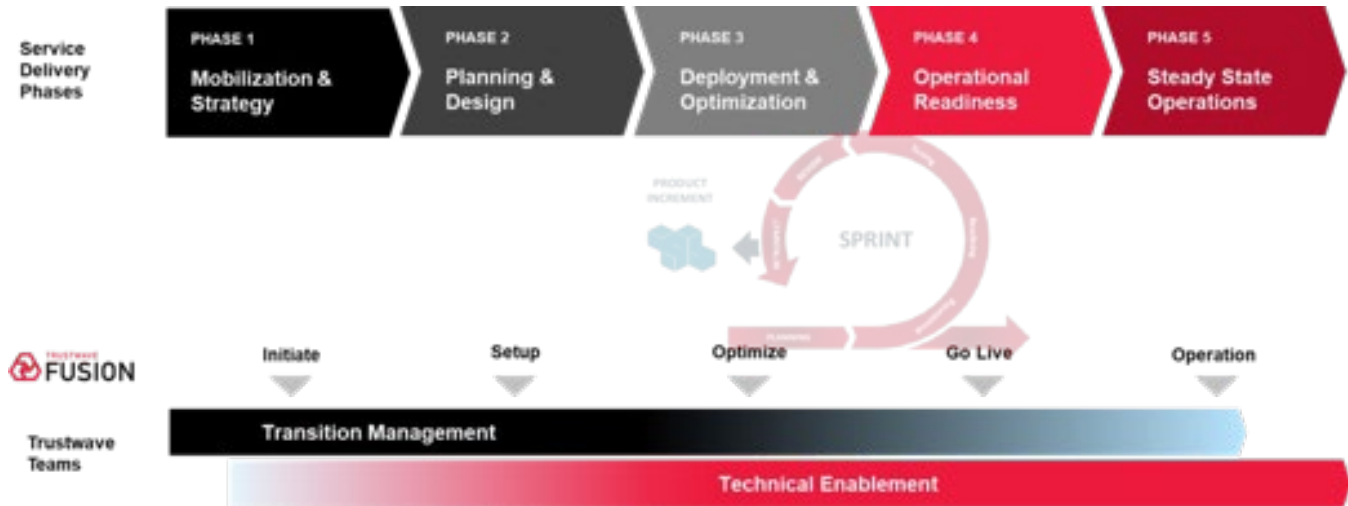 Service
Delivery
Phases
PHASE 1
Mobilization &
Strategy
PHASE 2
Planning &
Design
PHASE 3
Deployment &
Optimization
PHASE 4
Operational
Readiness
PHASE 5
Steady State
Operations
PRODUCT
INCREMENT
SPRINT
REVIEW
PLANNING
TRUSTWAVE
FUSION
Initiate
Setup
Optimize
Go Live
Operation
Trustwave
Teams
Transition Management
Technical Enablement